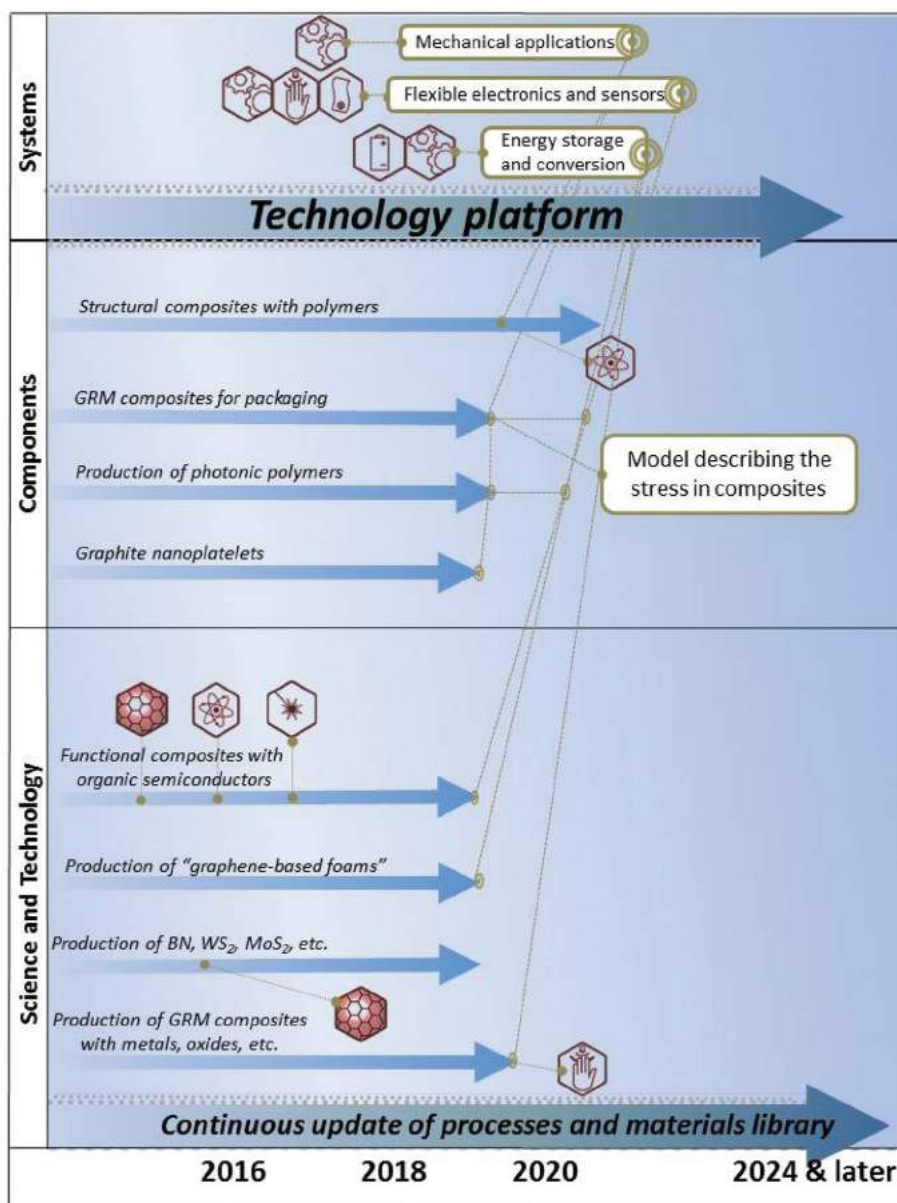 Systems
Mechanical applications
Flexible electronics and sensors
Energy storage
and conversion
Technology platform
Components
Structural composites with polymers
GRM composites for packaging
Production of photonic polymers
Graphite nanoplatelets
Model describing the
stress in composites
Science and Technology
Functional composites with
organic semiconductors
Production of “graphene-based foams”
Production of BN, WS₂, MoS₂, etc.
Production of GRM composites
with metals, oxides, etc.
Continuous update of processes and materials library
2016 2018 2020 2024 & later